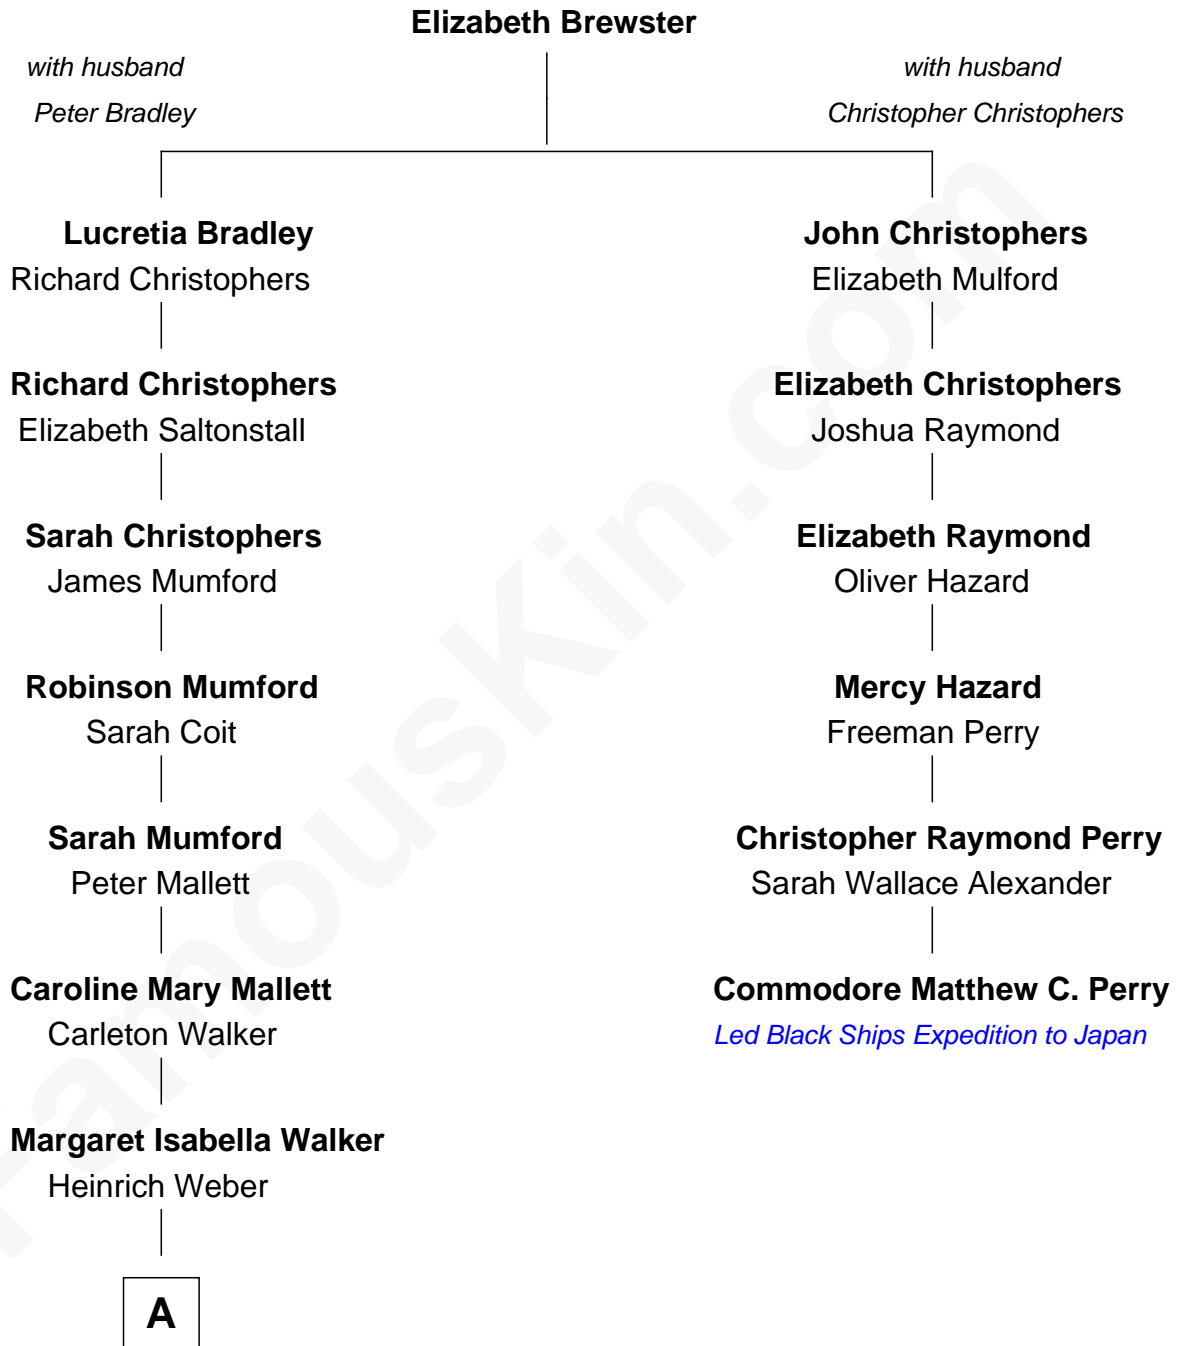 Elizabeth Brewster
with husband
Peter Bradley
with husband
Christopher Christophers
Lucretia Bradley
Richard Christophers
Richard Christophers
Elizabeth Saltonstall
Sarah Christophers
James Mumford
Robinson Mumford
Sarah Coit
Sarah Mumford
Peter Mallett
Caroline Mary Mallett
Carleton Walker
Margaret Isabella Walker
Heinrich Weber
A
John Christophers
Elizabeth Mulford
Elizabeth Christophers
Joshua Raymond
Elizabeth Raymond
Oliver Hazard
Mercy Hazard
Freeman Perry
Christopher Raymond Perry
Sarah Wallace Alexander
Commodore Matthew C. Perry
Led Black Ships Expedition to Japan
FamousKin.com